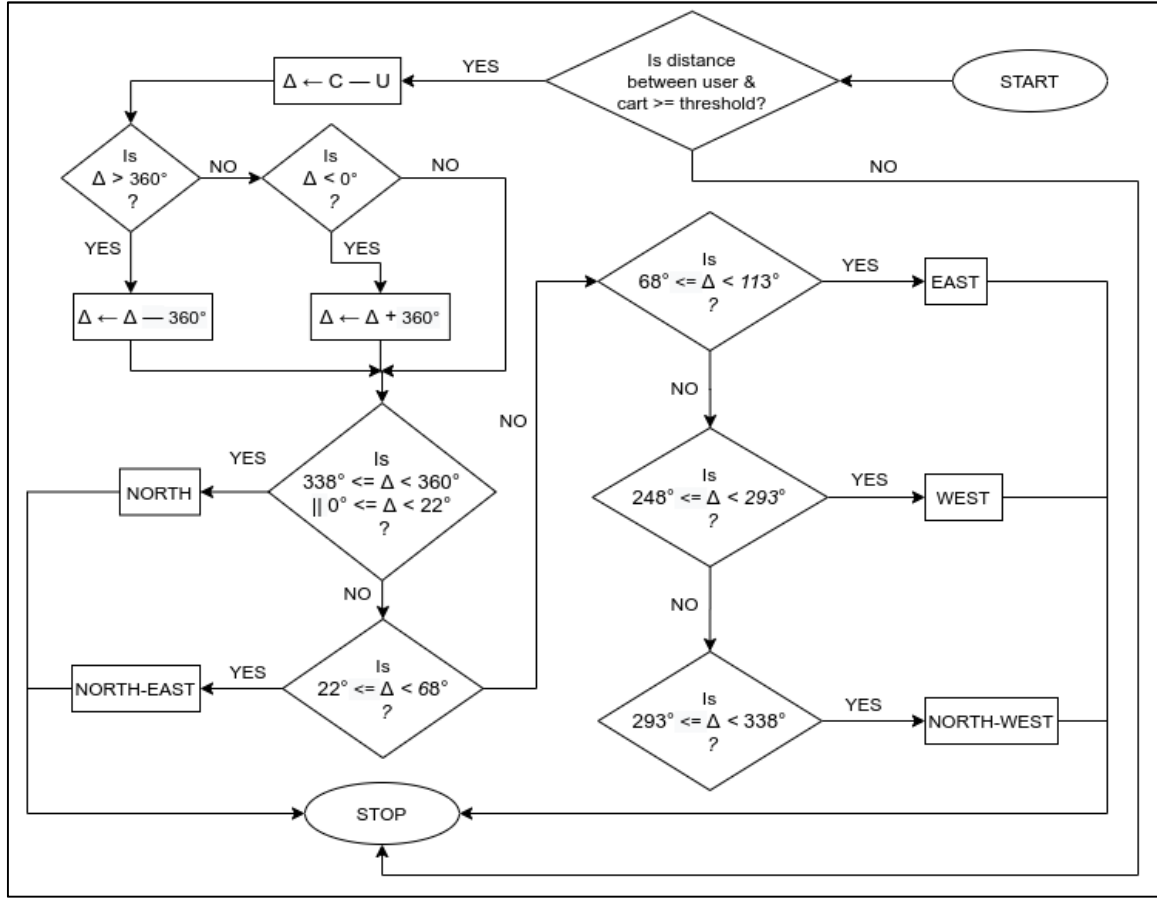 START
Is distance
between user &
cart >= threshold?
YES
NO
Δ ← C — U
Is
Δ > 360°
?
NO
YES
Is
Δ < 0°
?
NO
YES
Δ ← Δ — 360°
Δ ← Δ + 360°
Is
338° <= Δ < 360°
|| 0° <= Δ < 22°
?
YES
NORTH
NO
Is
22° <= Δ < 68°
?
YES
NORTH-EAST
NO
Is
68° <= Δ < 113°
?
YES
EAST
NO
Is
248° <= Δ < 293°
?
YES
WEST
NO
Is
293° <= Δ < 338°
?
YES
NORTH-WEST
STOP